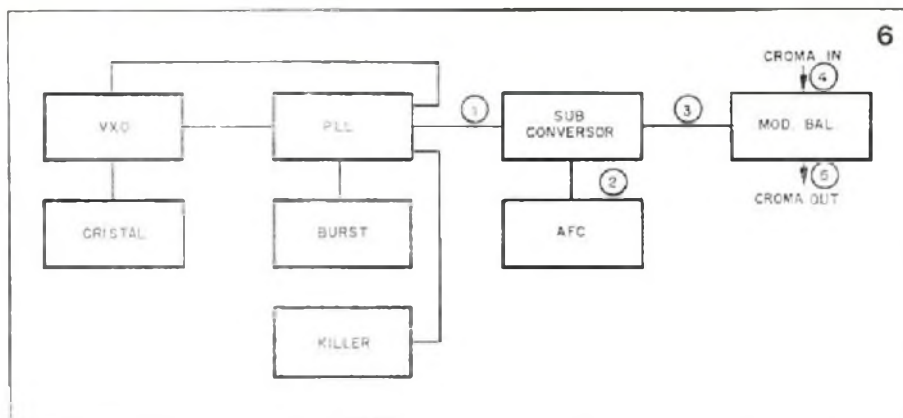 6
CROMA IN
4
VXO
PLL
1
SUB
CONVERSOR
3
MOD. BAL
2
5
CROMA OUT
CRISTAL
BURST
AFC
KILLER